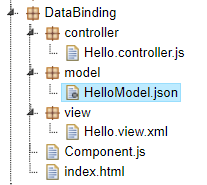 DataBinding
controller
Hello.controller.js
model
HelloModel.json
view
Hello.view.xml
Component.js
index.html